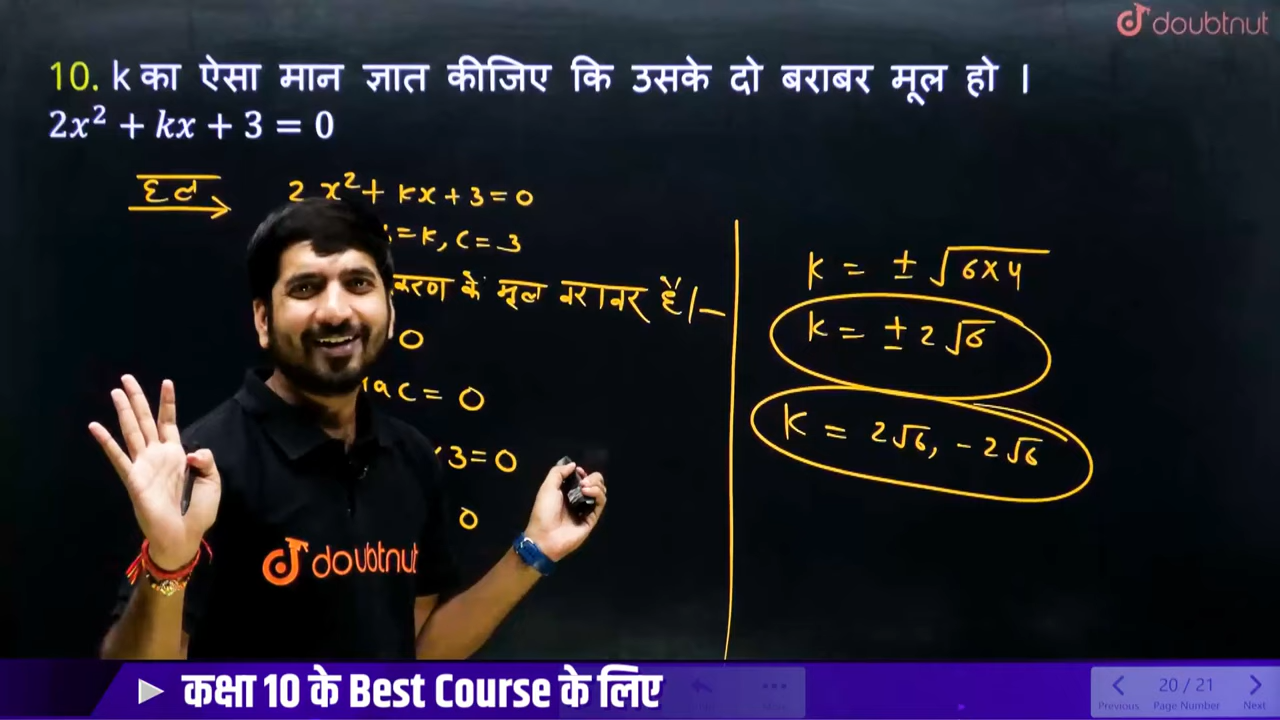 doubtnut
10. k का ऐसा मान ज्ञात कीजिए कि उसके दो बराबर मूल हो ।
2x² + kx + 3 = 0
हल
2x² + kx + 3 = 0
= k, c = 3
के मूल बराबर हैं।-
0
ac = 0
3 = 0
0
k = ± √6×4
k = ± 2√6
k = 2√6, -2√6
doubtnut
कक्षा 10 के Best Course के लिए
20 / 21
Previous Page Number Next